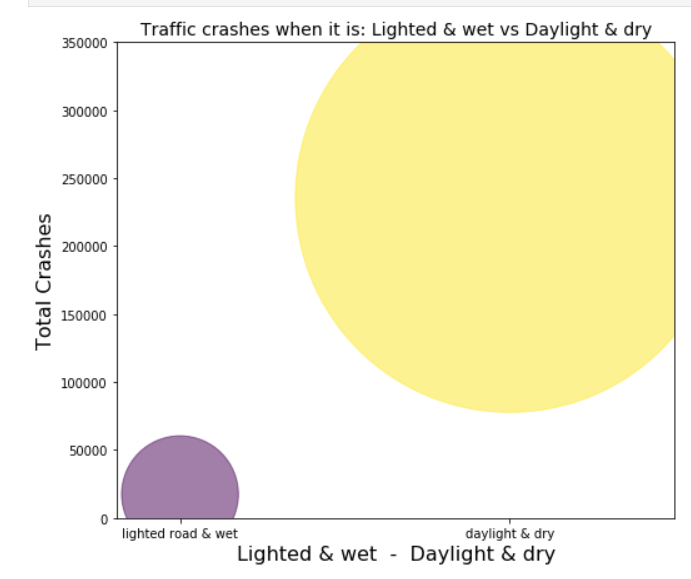 Traffic crashes when it is: Lighted & wet vs Daylight & dry
350000
300000
250000
200000
150000
100000
50000
0
Total Crashes
lighted road & wet
daylight & dry
Lighted & wet - Daylight & dry